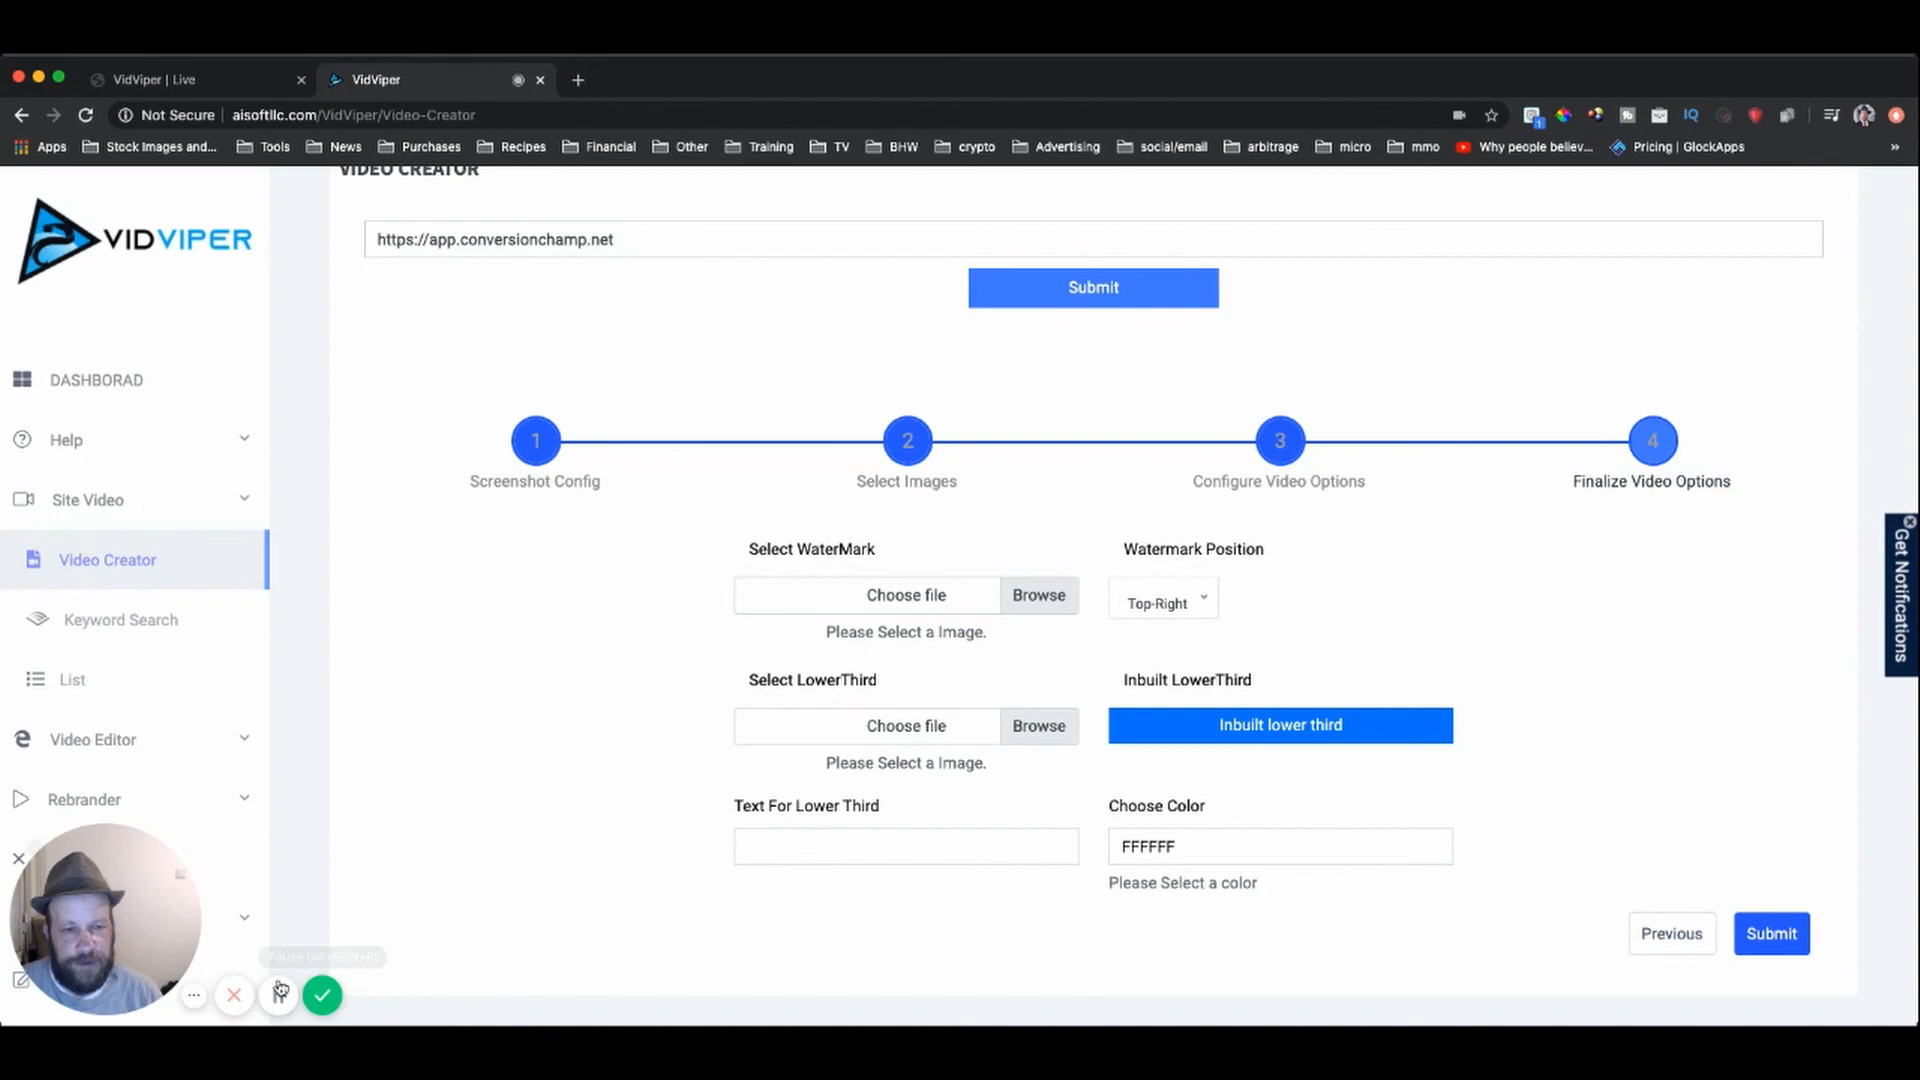 VidViper | Live
VidViper
Not Secure aisoftllc.com/VidViper/Video-Creator
IQ
1
Apps Stock Images and... Tools News Purchases Recipes Financial Other Training TV BHW crypto Advertising social/email arbitrage micro mmo Why people believ... Pricing | GlockApps »
VIDEO CREATOR
VIDVIPER
https://app.conversionchamp.net
Submit
DASHBORAD
Help
Site Video
Video Creator
Keyword Search
List
Video Editor
Rebrander
1 2 3 4
Screenshot Config Select Images Configure Video Options Finalize Video Options
Select WaterMark Watermark Position
Choose file Browse Top-Right
Please Select a Image.
Select LowerThird Inbuilt LowerThird
Choose file Browse Inbuilt lower third
Please Select a Image.
Text For Lower Third Choose Color
FFFFFF
Please Select a color
Previous Submit
Get Notifications